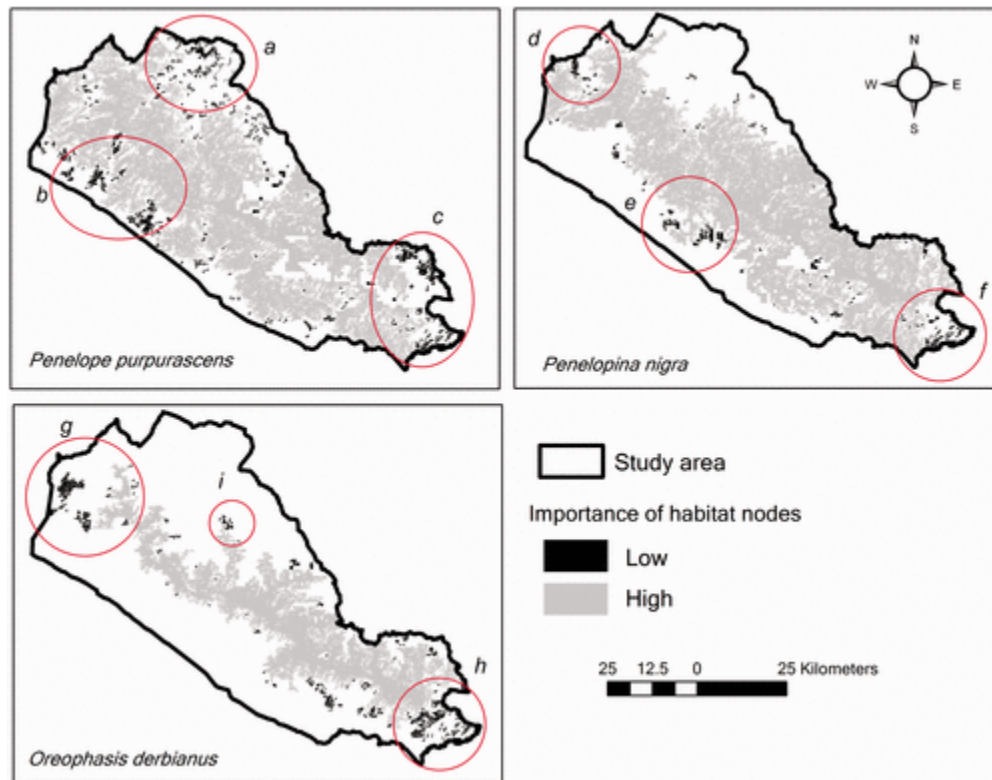 a
b
c
Penelope purpurascens
d
e
f
N
W E
S
Penelopina nigra
g
i
h
Oreophasis derbianus
Study area
Importance of habitat nodes
Low
High
25 12.5 0 25 Kilometers